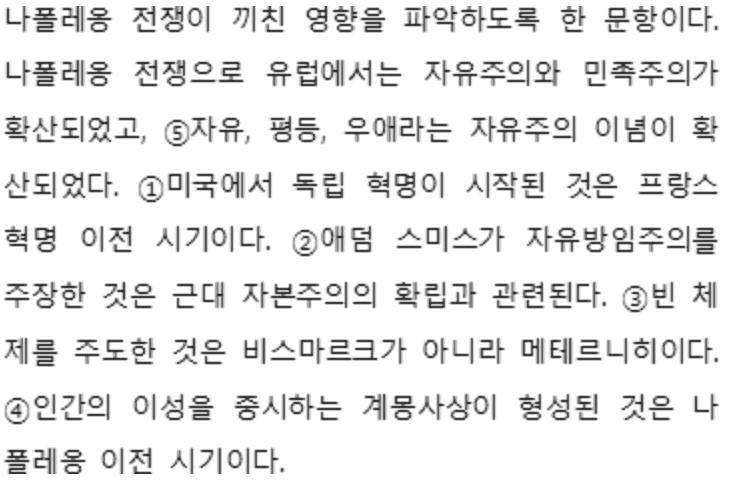 나폴레옹 전쟁이 끼친 영향을 파악하도록 한 문항이다.
나폴레옹 전쟁으로 유럽에서는 자유주의와 민족주의가
확산되었고, ⑤자유, 평등, 우애라는 자유주의 이념이 확
산되었다. ①미국에서 독립 혁명이 시작된 것은 프랑스
혁명 이전 시기이다. ②애덤 스미스가 자유방임주의를
주장한 것은 근대 자본주의의 확립과 관련된다. ③빈 체
제를 주도한 것은 비스마르크가 아니라 메테르니히이다.
④인간의 이성을 중시하는 계몽사상이 형성된 것은 나
폴레옹 이전 시기이다.